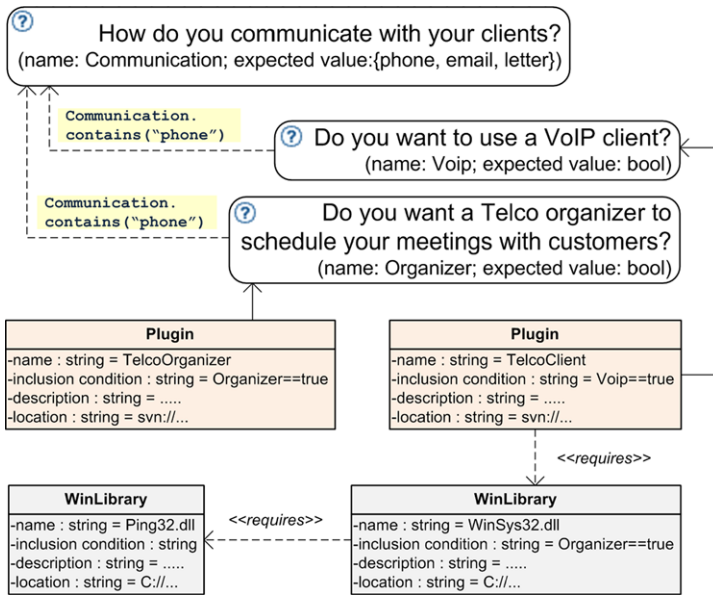 ?
How do you communicate with your clients?
(name: Communication; expected value:{phone, email, letter})
Communication.
contains(“phone”)
?
Do you want to use a VoIP client?
(name: Voip; expected value: bool)
Communication.
contains(“phone”)
?
Do you want a Telco organizer to
schedule your meetings with customers?
(name: Organizer; expected value: bool)
Plugin
-name : string = TelcoOrganizer
-inclusion condition : string = Organizer==true
-description : string = .....
-location : string = svn://...
Plugin
-name : string = TelcoClient
-inclusion condition : string = Voip==true
-description : string = .....
-location : string = svn://...
<<requires>>
WinLibrary
-name : string = Ping32.dll
-inclusion condition : string
-description : string = .....
-location : string = C://...
<<requires>>
WinLibrary
-name : string = WinSys32.dll
-inclusion condition : string = Organizer==true
-description : string = .....
-location : string = C://...